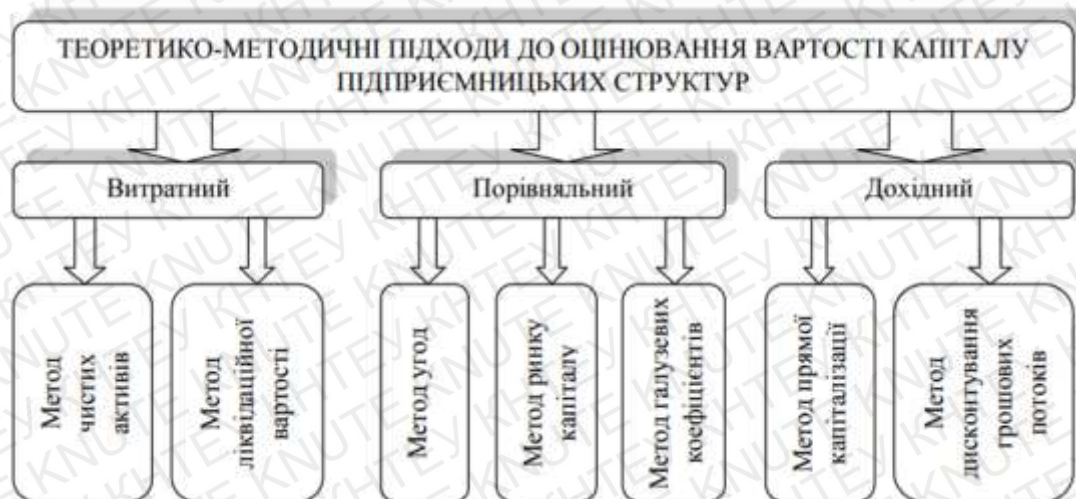 ТЕОРЕТИКО-МЕТОДИЧНІ ПІДХОДИ ДО ОЦІНЮВАННЯ ВАРТОСТІ КАПІТАЛУ
ПІДПРИЄМНИЦЬКИХ СТРУКТУР
Витратний
Порівняльний
Дохідний
Метод
чистих
активів
Метод
ліквідаційної
вартості
Метод угод
Метод ринку
капіталу
Метод галузевих
коефіцієнтів
Метод прямої
капіталізації
Метод
дисконтування
грошових
потоків